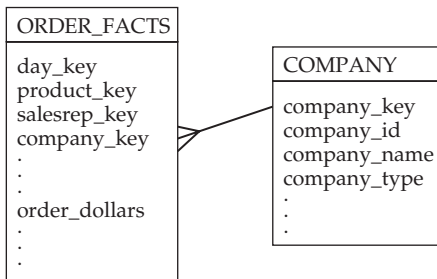 ORDER_FACTS
day_key
product_key
salesrep_key
company_key
.
.
.
order_dollars
.
.
.
COMPANY
company_key
company_id
company_name
company_type
.
.
.